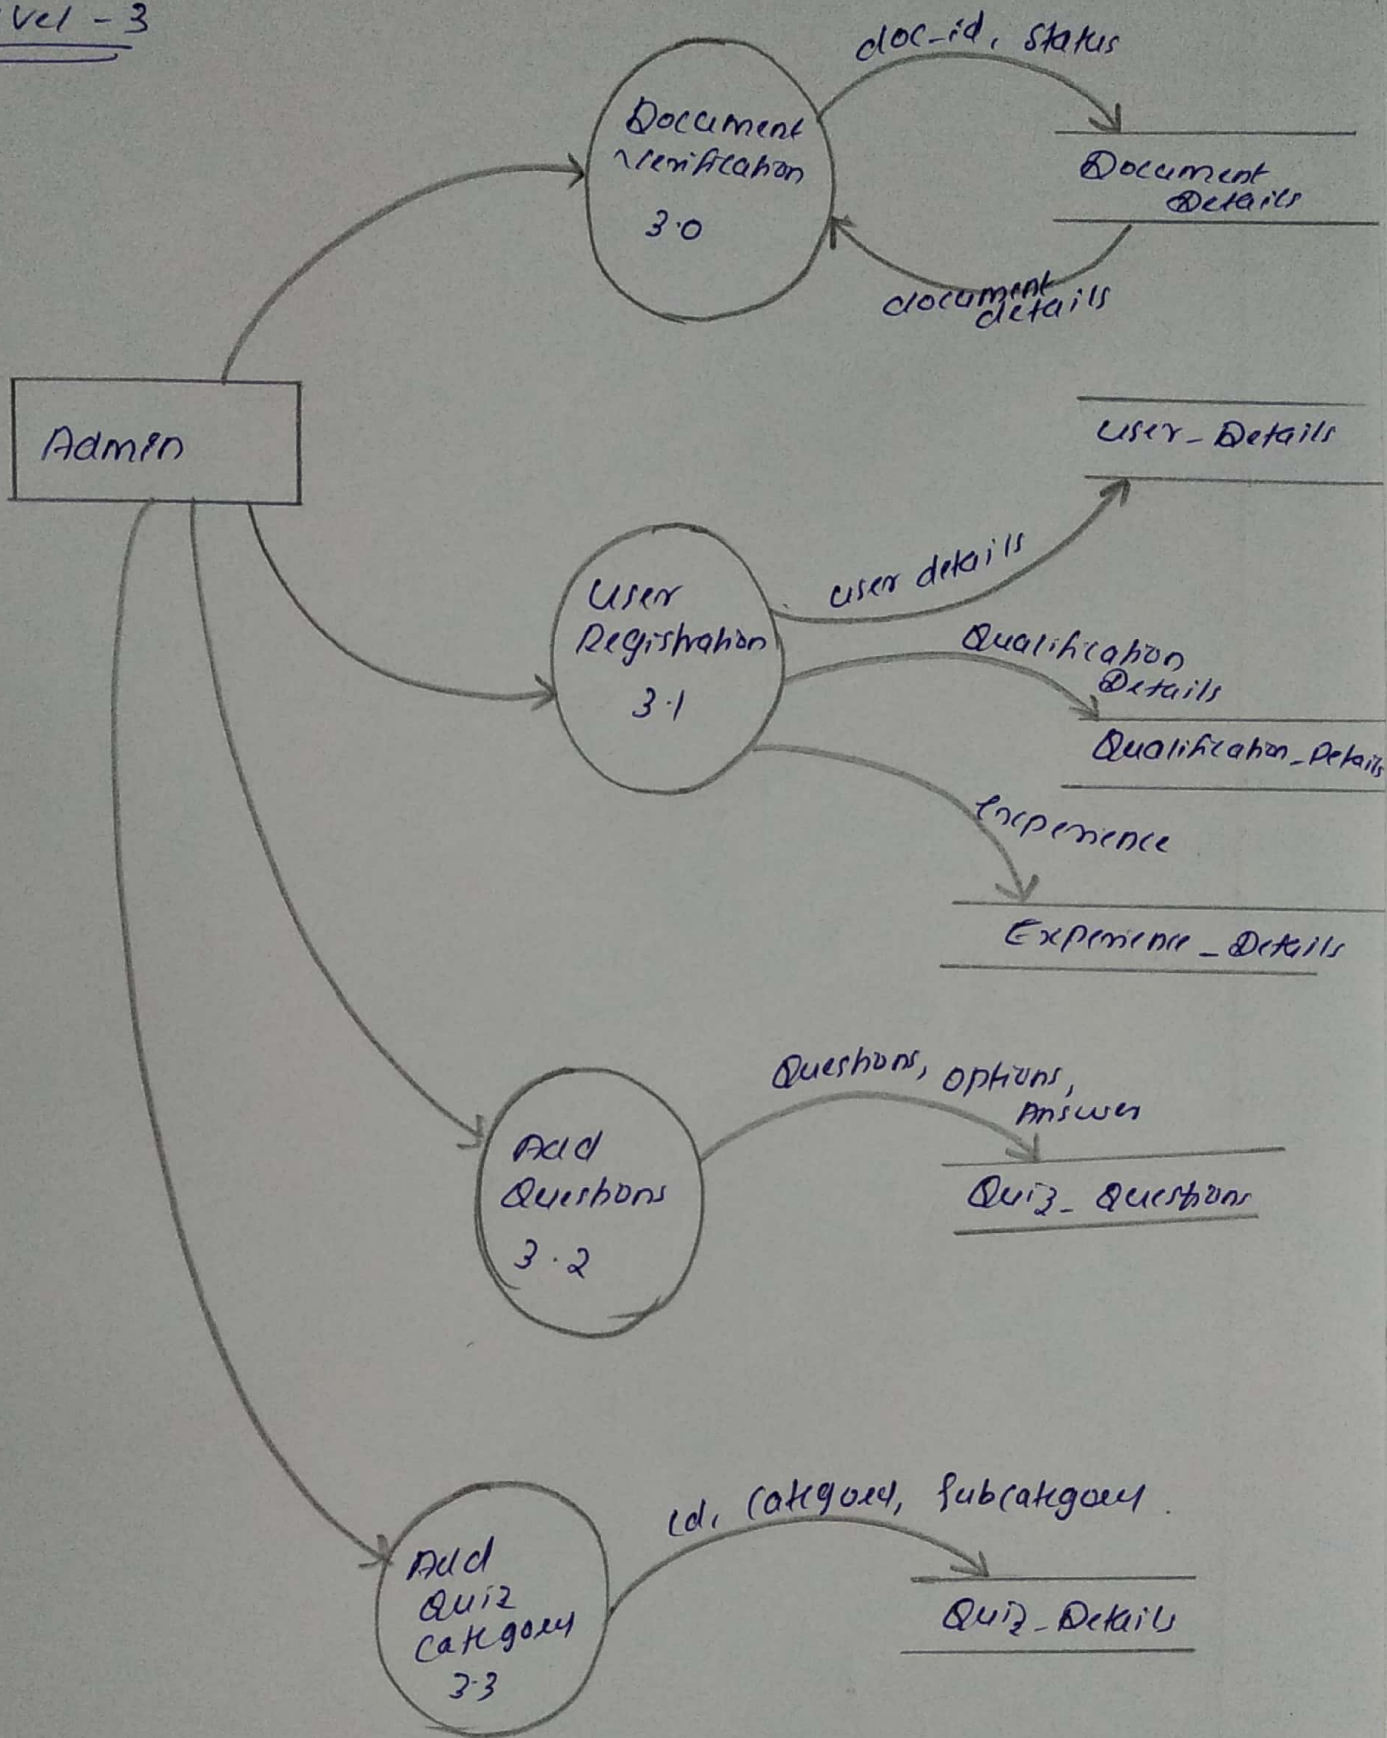 vel - 3
doc-id, status
Document
Verification
3.0
Document
Details
document
details
Admin
User_Details
user details
User
Registration
3.1
Qualification
Details
Qualification_Details
Experience
Experience_Details
Questions, options,
Answer
Add
Questions
3.2
Quiz_Questions
id, category, subcategory
Add
Quiz
Category
3.3
Quiz_Details